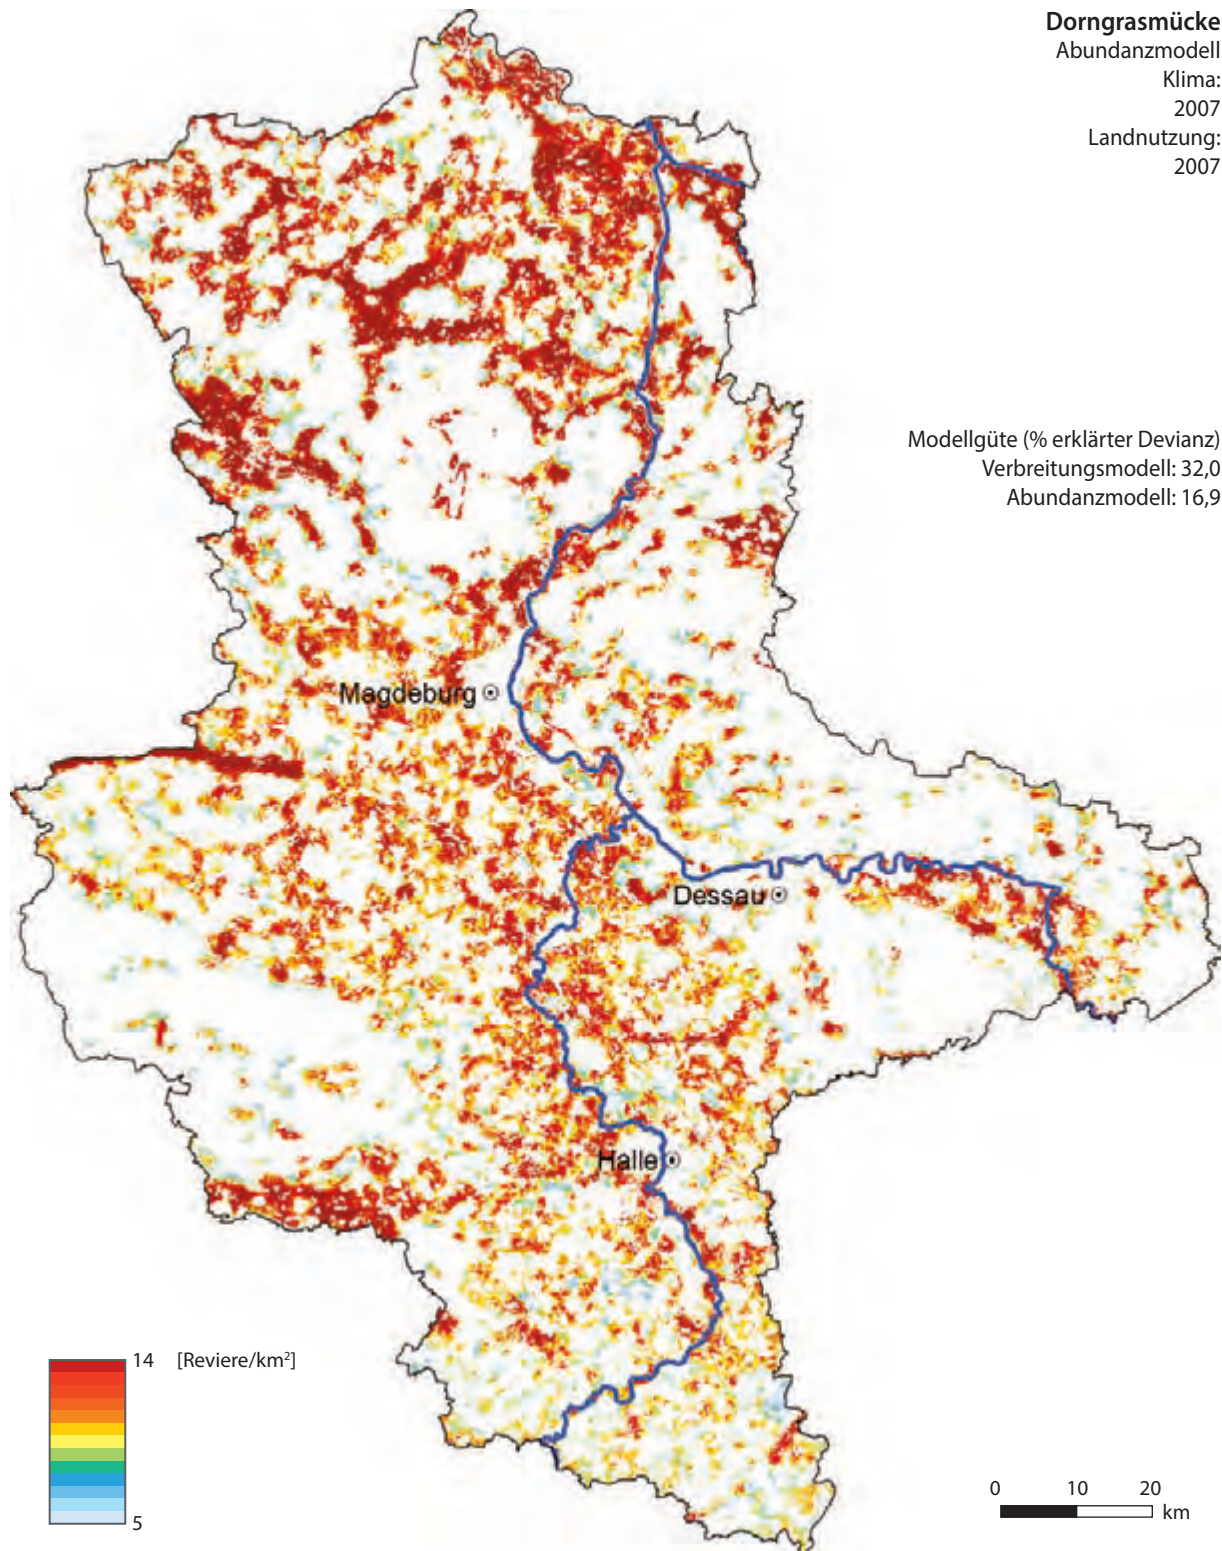 Dorngrasmücke
Abundanzmodell
Klima:
2007
Landnutzung:
2007
Modellgüte (% erklärter Devianz)
Verbreitungsmodell: 32,0
Abundanzmodell: 16,9
Magdeburg
Dessau
Halle
14 [Reviere/km²]
5
0 10 20
km